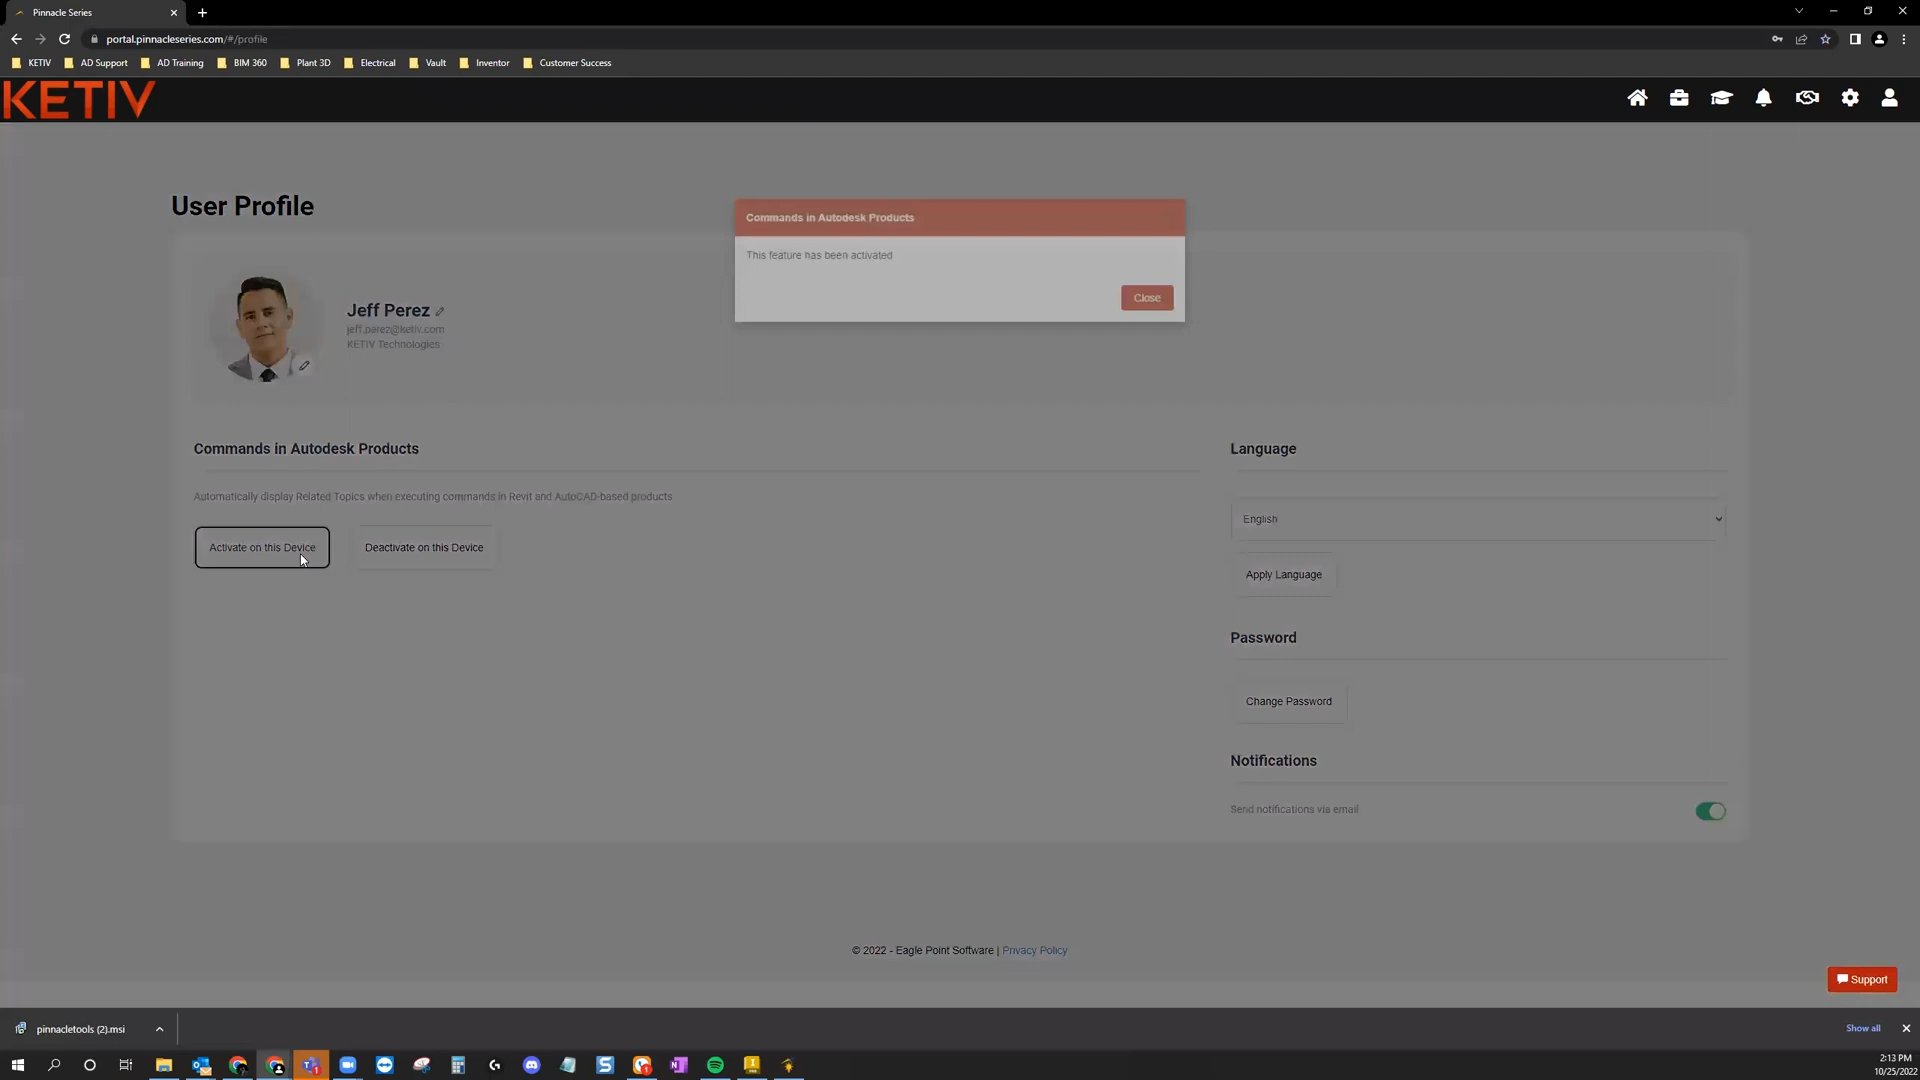 Pinnacle Series
portal.pinnacleseries.com/#/profile
KETIV
AD Support
AD Training
BIM 360
Plant 3D
Electrical
Vault
Inventor
Customer Success
KETIV
User Profile
Commands in Autodesk Products
This feature has been activated
Close
Jeff Perez
jeff.perez@ketiv.com
KETIV Technologies
Commands in Autodesk Products
Automatically display Related Topics when executing commands in Revit and AutoCAD-based products
Activate on this Device
Deactivate on this Device
Language
English
Apply Language
Password
Change Password
Notifications
Send notifications via email
© 2022 - Eagle Point Software | Privacy Policy
Support
pinnacletools (2).msi
Show all
2:13 PM
10/25/2022